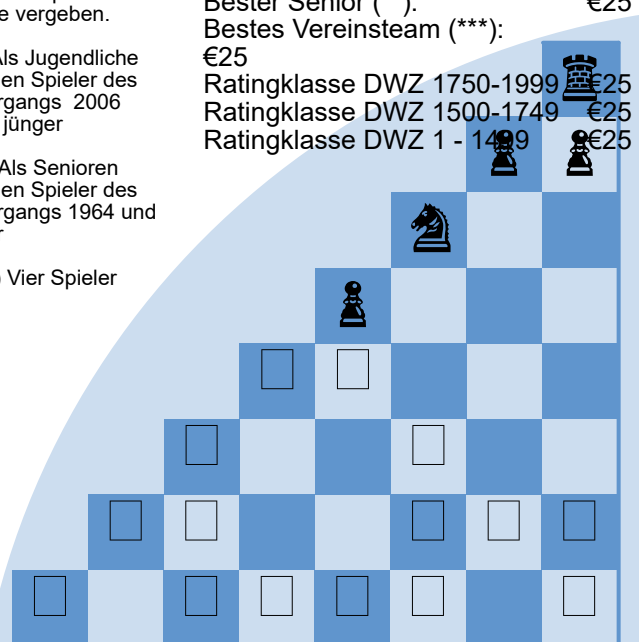 e vergeben.
Als Jugendliche
en Spieler des
rgangs 2006
jünger
Als Senioren
en Spieler des
rgangs 1964 und
r
) Vier Spieler
Bester Senior (**): €25
Bestes Vereinsteam (***):
€25
Ratingklasse DWZ 1750-1999 €25
Ratingklasse DWZ 1500-1749 €25
Ratingklasse DWZ 1 - 1499 €25